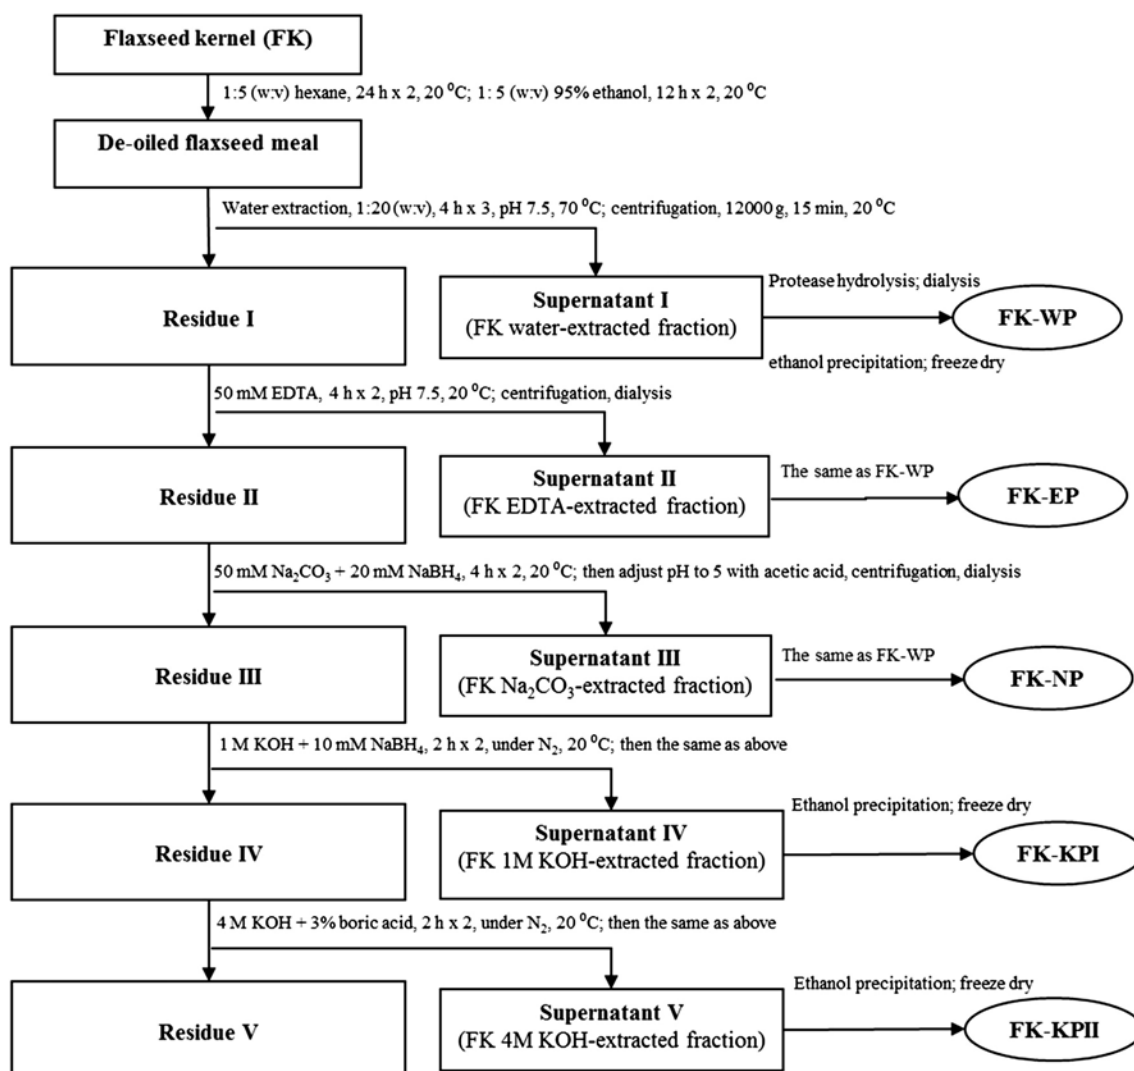 Flaxseed kernel (FK)
1:5 (w:v) hexane, 24 h x 2, 20 ⁰C; 1: 5 (w:v) 95% ethanol, 12 h x 2, 20 ⁰C
De-oiled flaxseed meal
Water extraction, 1:20 (w:v), 4 h x 3, pH 7.5, 70 ⁰C; centrifugation, 12000 g, 15 min, 20 ⁰C
Residue I
Supernatant I
(FK water-extracted fraction)
Protease hydrolysis; dialysis
ethanol precipitation; freeze dry
FK-WP
50 mM EDTA, 4 h x 2, pH 7.5, 20 ⁰C; centrifugation, dialysis
Residue II
Supernatant II
(FK EDTA-extracted fraction)
The same as FK-WP
FK-EP
50 mM Na₂CO₃ + 20 mM NaBH₄, 4 h x 2, 20 ⁰C; then adjust pH to 5 with acetic acid, centrifugation, dialysis
Residue III
Supernatant III
(FK Na₂CO₃-extracted fraction)
The same as FK-WP
FK-NP
1 M KOH + 10 mM NaBH₄, 2 h x 2, under N₂, 20 ⁰C; then the same as above
Residue IV
Supernatant IV
(FK 1M KOH-extracted fraction)
Ethanol precipitation; freeze dry
FK-KPI
4 M KOH + 3% boric acid, 2 h x 2, under N₂, 20 ⁰C; then the same as above
Residue V
Supernatant V
(FK 4M KOH-extracted fraction)
Ethanol precipitation; freeze dry
FK-KPII